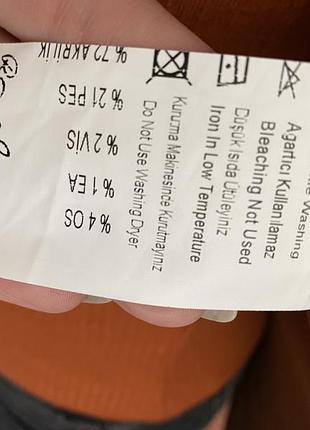 Washing
Ağartıcı Kullanılamaz
Bleaching Not Used
Düşük Isıda Ütüleyiniz
Iron In Low Temperature
Kurutma Makinesinde Kurutmayınız
Do Not Use Washing Dryer
% 72 AKRİLİK
% 21 PES
% 2 VİS
% 1 EA
% 4 OS